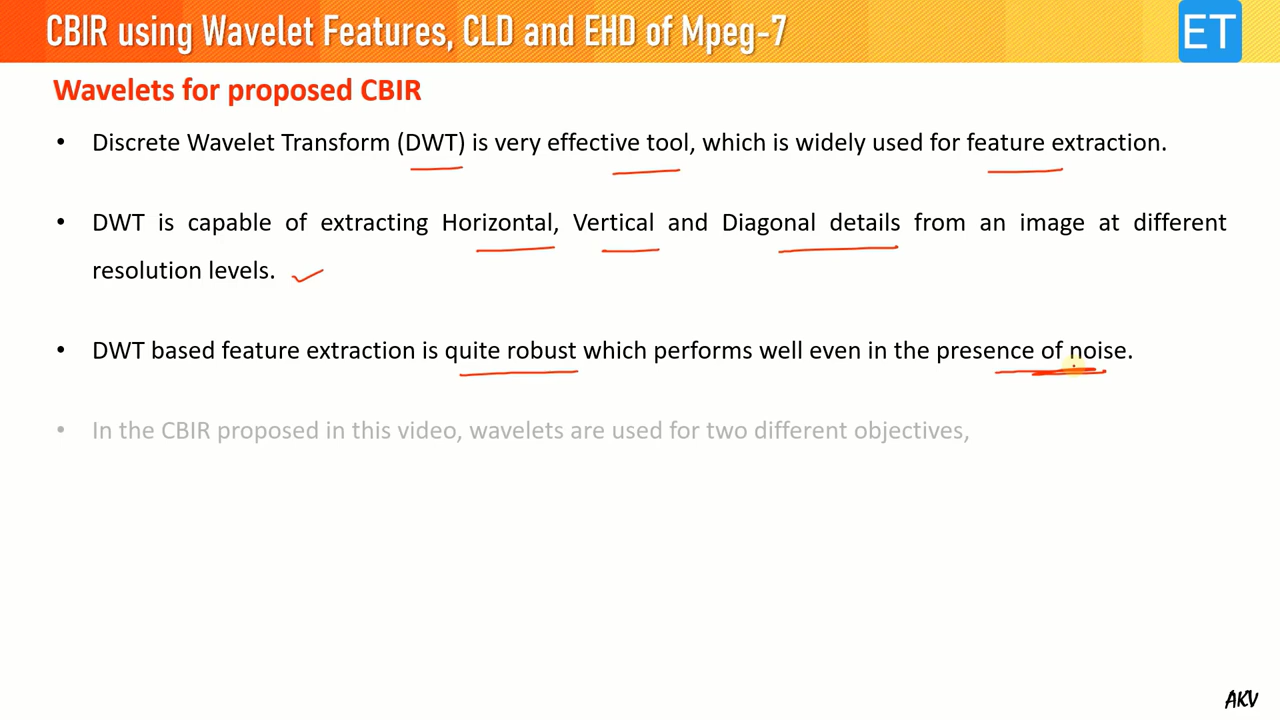 CBIR using Wavelet Features, CLD and EHD of Mpeg-7
ET
Wavelets for proposed CBIR
• Discrete Wavelet Transform (DWT) is very effective tool, which is widely used for feature extraction.
• DWT is capable of extracting Horizontal, Vertical and Diagonal details from an image at different
resolution levels.
• DWT based feature extraction is quite robust which performs well even in the presence of noise.
• In the CBIR proposed in this video, wavelets are used for two different objectives,
AKV